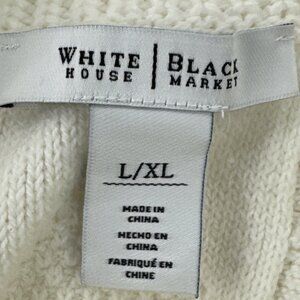 WHITE | BLACK
HOUSE | MARKET
L/XL
MADE IN
CHINA
HECHO EN
CHINA
FABRIQUÉ EN
CHINE